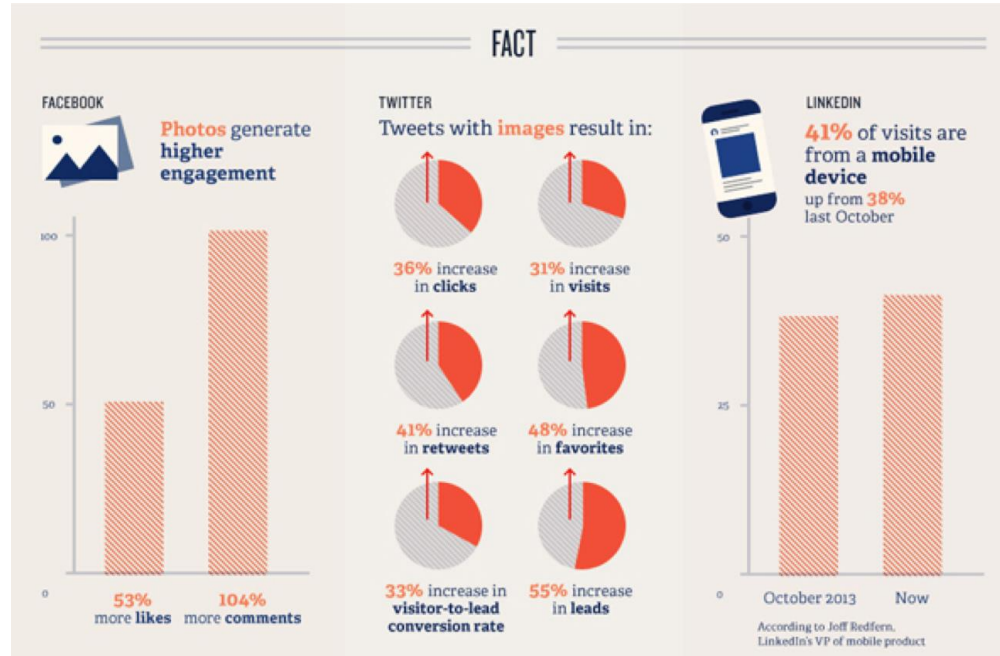 FACT
FACEBOOK
Photos generate
higher
engagement
100
50
0
53%
more likes
104%
more comments
TWITTER
Tweets with images result in:
36% increase
in clicks
31% increase
in visits
41% increase
in retweets
48% increase
in favorites
33% increase in
visitor-to-lead
conversion rate
55% increase
in leads
LINKEDIN
41% of visits are
from a mobile
device
up from 38%
last October
50
25
0
October 2013
Now
According to Joff Redfern,
LinkedIn's VP of mobile product